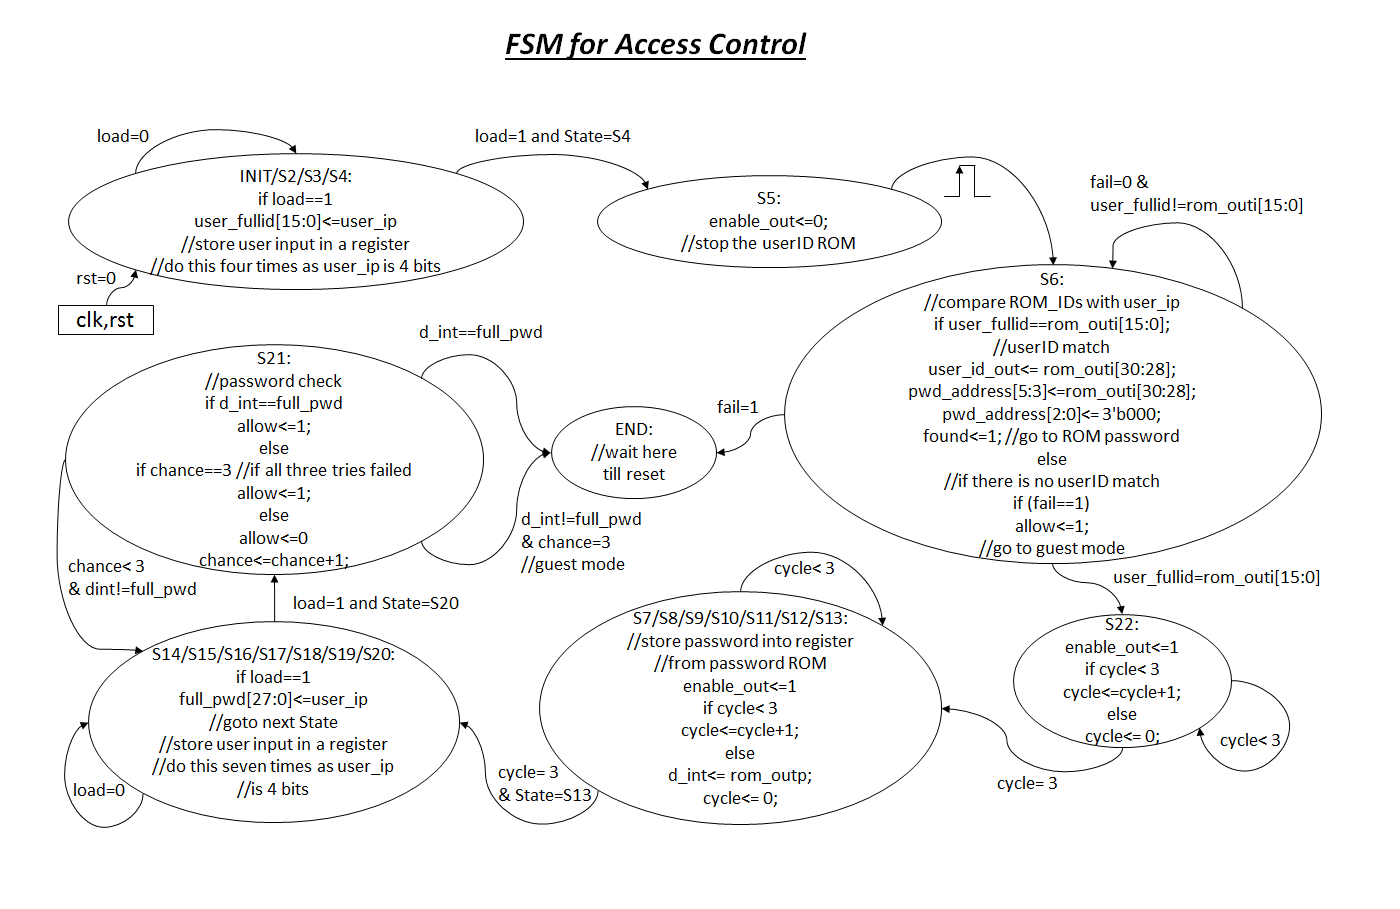 FSM for Access Control
load=0
load=1 and State=S4
INIT/S2/S3/S4:
if load==1
user_fullid[15:0]<=user_ip
//store user input in a register
//do this four times as user_ip is 4 bits
rst=0
clk,rst
S5:
enable_out<=0;
//stop the userID ROM
fail=0 &
user_fullid!=rom_outi[15:0]
S6:
//compare ROM_IDs with user_ip
if user_fullid==rom_outi[15:0];
//userID match
user_id_out<= rom_outi[30:28];
pwd_address[5:3]<=rom_outi[30:28];
pwd_address[2:0]<= 3'b000;
found<=1; //go to ROM password
else
//if there is no userID match
if (fail==1)
allow<=1;
//go to guest mode
fail=1
END:
//wait here
till reset
d_int==full_pwd
S21:
//password check
if d_int==full_pwd
allow<=1;
else
if chance==3 //if all three tries failed
allow<=1;
else
allow<=0
chance<=chance+1;
d_int!=full_pwd
& chance=3
//guest mode
chance< 3
& dint!=full_pwd
load=1 and State=S20
S14/S15/S16/S17/S18/S19/S20:
if load==1
full_pwd[27:0]<=user_ip
//goto next State
//store user input in a register
//do this seven times as user_ip
//is 4 bits
load=0
cycle= 3
& State=S13
cycle< 3
S7/S8/S9/S10/S11/S12/S13:
//store password into register
//from password ROM
enable_out<=1
if cycle< 3
cycle<=cycle+1;
else
d_int<= rom_outp;
cycle<= 0;
user_fullid=rom_outi[15:0]
S22:
enable_out<=1
if cycle< 3
cycle<=cycle+1;
else
cycle<= 0;
cycle< 3
cycle= 3